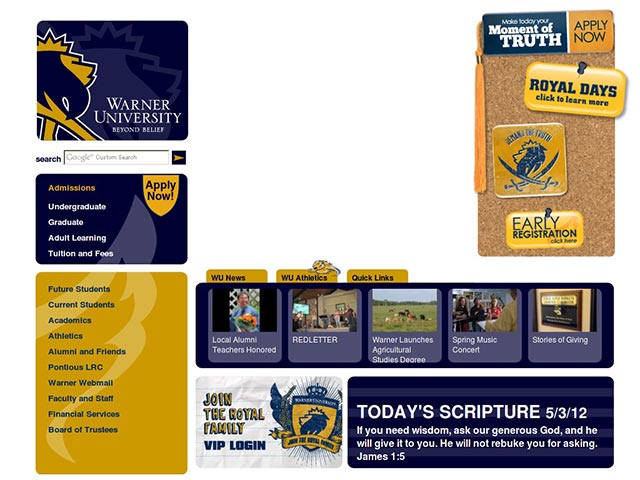 WARNER
UNIVERSITY
BEYOND BELIEF
search Google™ Custom Search
Admissions
Apply
Now!
Undergraduate
Graduate
Adult Learning
Tuition and Fees
Future Students
Current Students
Academics
Athletics
Alumni and Friends
Pontious LRC
Warner Webmail
Faculty and Staff
Financial Services
Board of Trustees
Make today your
Moment of
TRUTH
APPLY
NOW
ROYAL DAYS
click to learn more
DEMAND THE TRUTH
EARLY
REGISTRATION
click here
WU News
WU Athletics
Quick Links
Local Alumni
Teachers Honored
REDLETTER
Warner Launches
Agricultural
Studies Degree
Spring Music
Concert
Stories of Giving
JOIN
THE ROYAL
FAMILY
VIP LOGIN
WARNER UNIVERSITY
JOIN THE ROYAL FAMILY
TODAY'S SCRIPTURE 5/3/12
If you need wisdom, ask our generous God, and he
will give it to you. He will not rebuke you for asking.
James 1:5